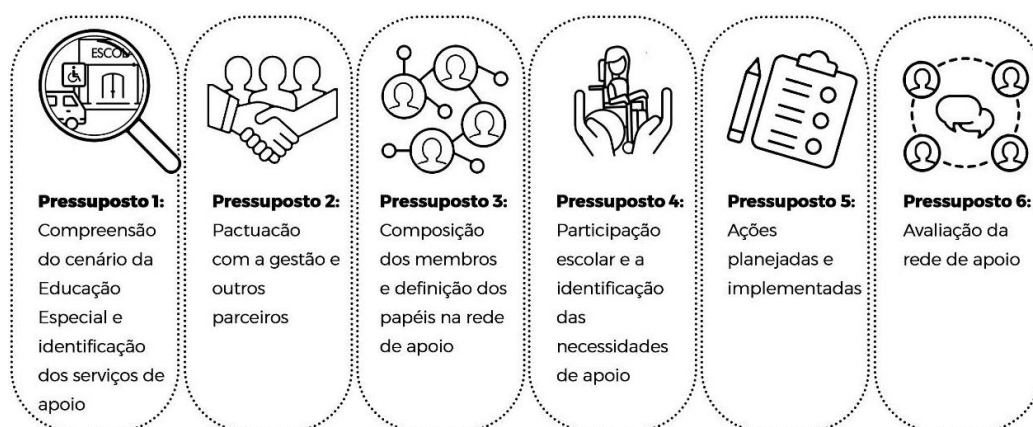 ESCOL
Pressuposto 1:
Compreensão
do cenário da
Educação
Especial e
identificação
dos serviços de
apoio
Pressuposto 2:
Pactuacão
com a gestão e
outros
parceiros
Pressuposto 3:
Composição
dos membros
e definição dos
papéis na rede
de apoio
Pressuposto 4:
Participação
escolar e a
identificação
das
necessidades
de apoio
Pressuposto 5:
Ações
planejadas e
implementadas
Pressuposto 6:
Avaliação da
rede de apoio